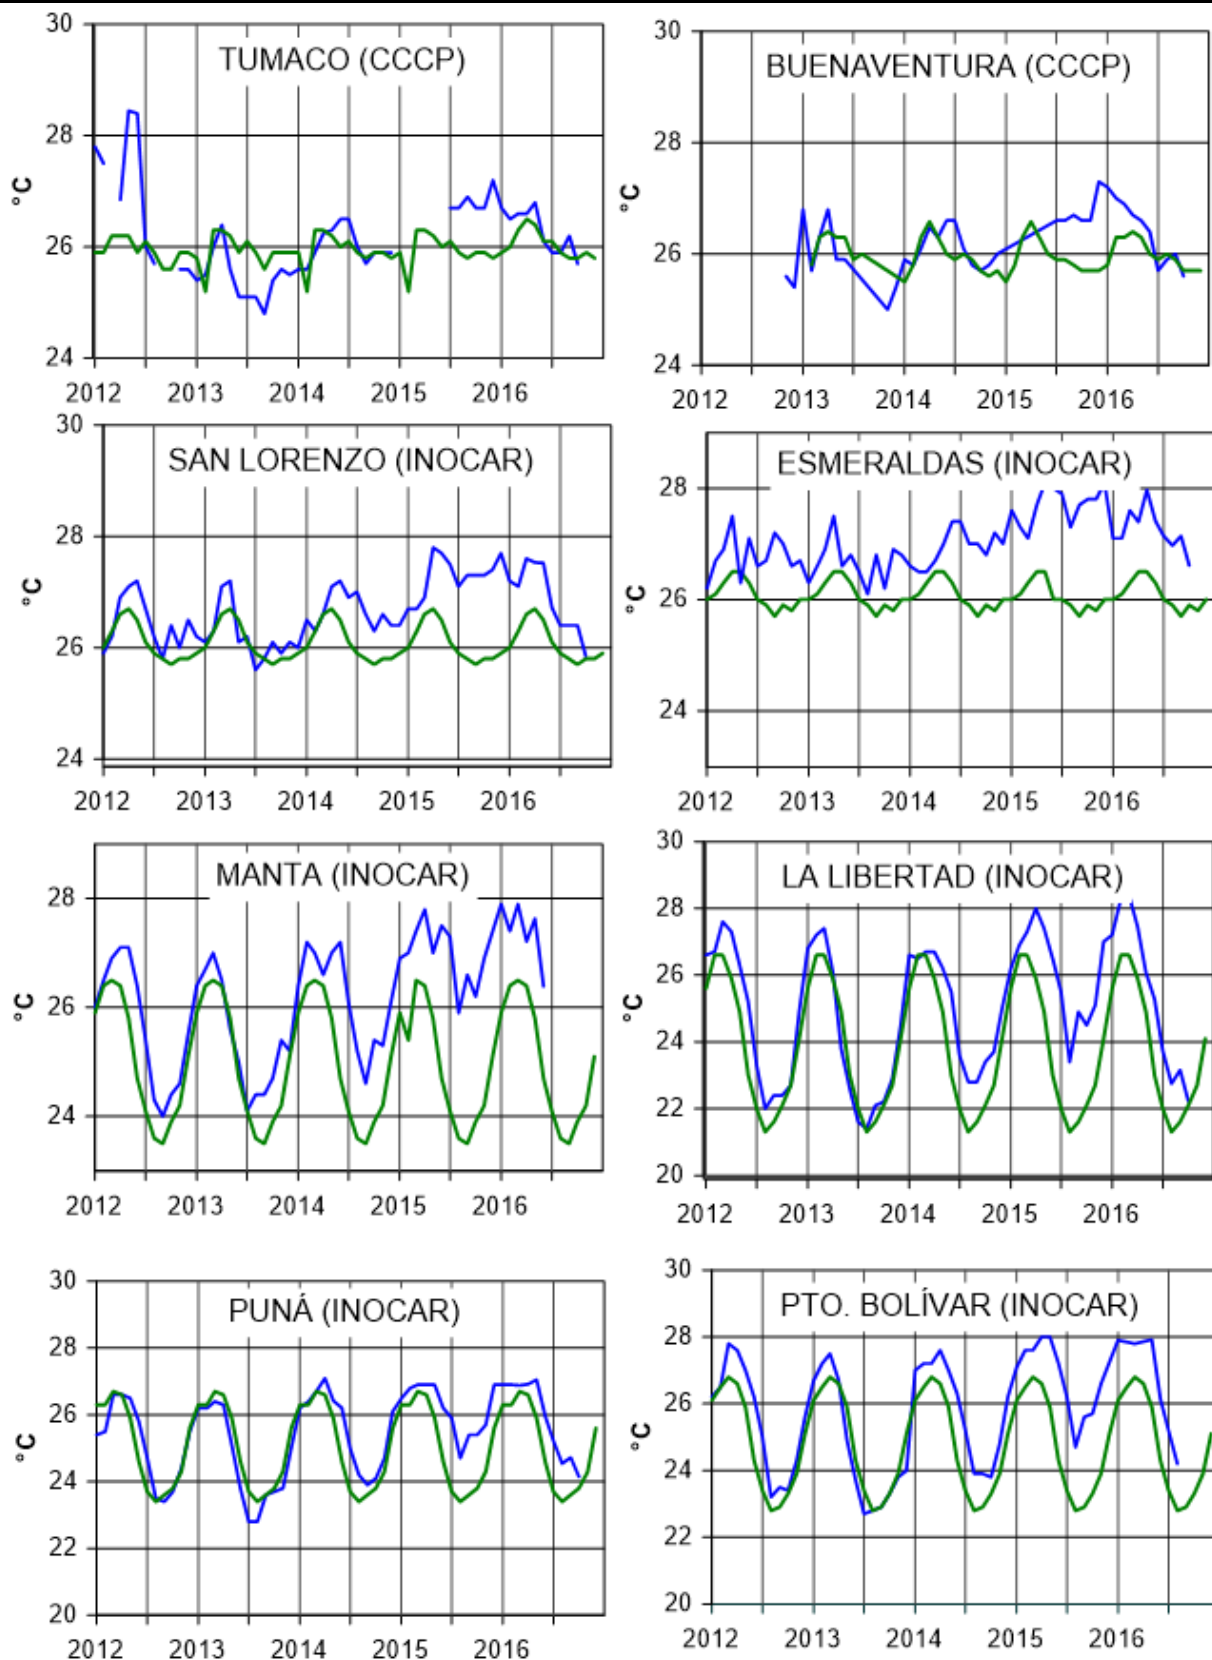 30
TUMACO (CCCP)
28
°C
26
24
2012 2013 2014 2015 2016
30
BUENAVENTURA (CCCP)
28
°C
26
24
2012 2013 2014 2015 2016
30
SAN LORENZO (INOCAR)
28
°C
26
24
2012 2013 2014 2015 2016
ESMERALDAS (INOCAR)
28
26
24
2012 2013 2014 2015 2016
MANTA (INOCAR)
28
°C
26
24
2012 2013 2014 2015 2016
30
LA LIBERTAD (INOCAR)
28
26
°C
24
22
20
2012 2013 2014 2015 2016
30
PUNÁ (INOCAR)
28
26
°C
24
22
20
2012 2013 2014 2015 2016
30
PTO. BOLÍVAR (INOCAR)
28
26
°C
24
22
20
2012 2013 2014 2015 2016